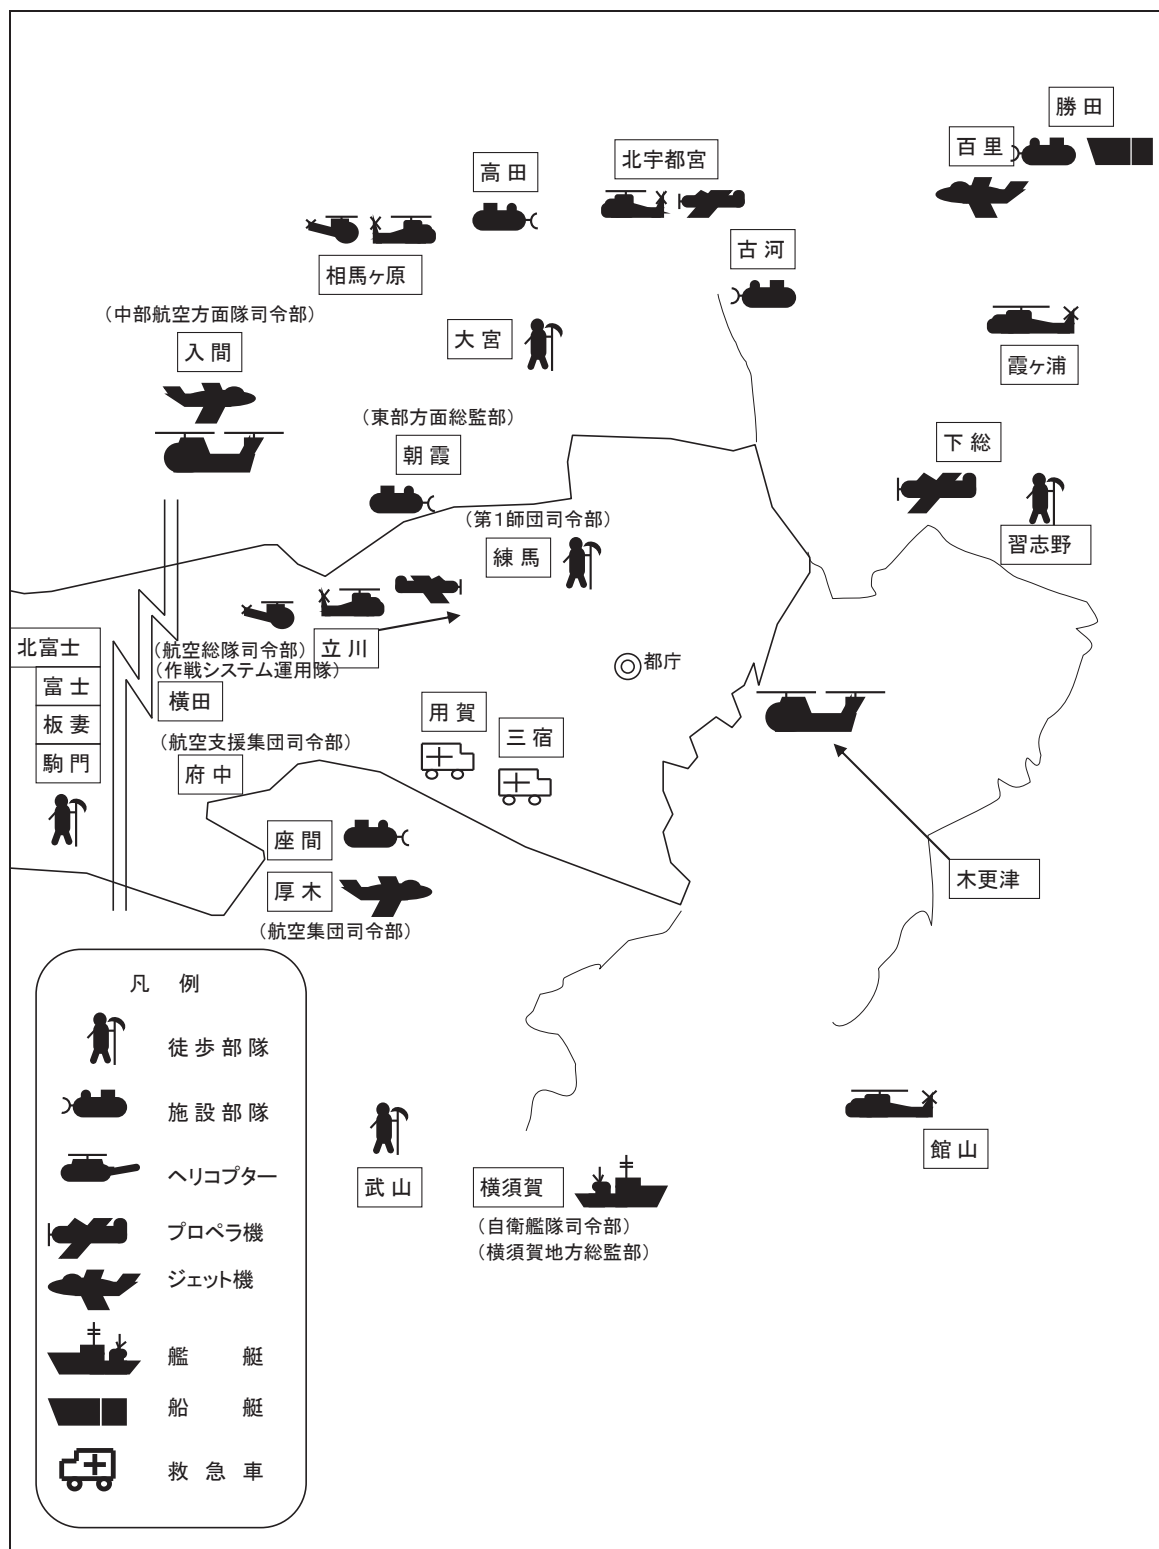 勝 田
百 里
北宇都宮
高 田
古 河
相馬ヶ原
（中部航空方面隊司令部）
入 間
大 宮
霞ヶ浦
（東部方面総監部）
朝 霞
下 総
（第１師団司令部）
練 馬
習志野
北富士
（航空総隊司令部）
立 川
（作戦システム運用隊）
都庁
富 士
横田
板 妻
用 賀
三 宿
（航空支援集団司令部）
駒 門
府 中
座 間
厚 木
木更津
（航空集団司令部）
凡 例
徒 歩 部 隊
施 設 部 隊
ヘリコプター
プロペラ機
ジェット機
艦 艇
船 艇
救 急 車
館 山
武 山
横須賀
（自衛艦隊司令部）
（横須賀地方総監部）